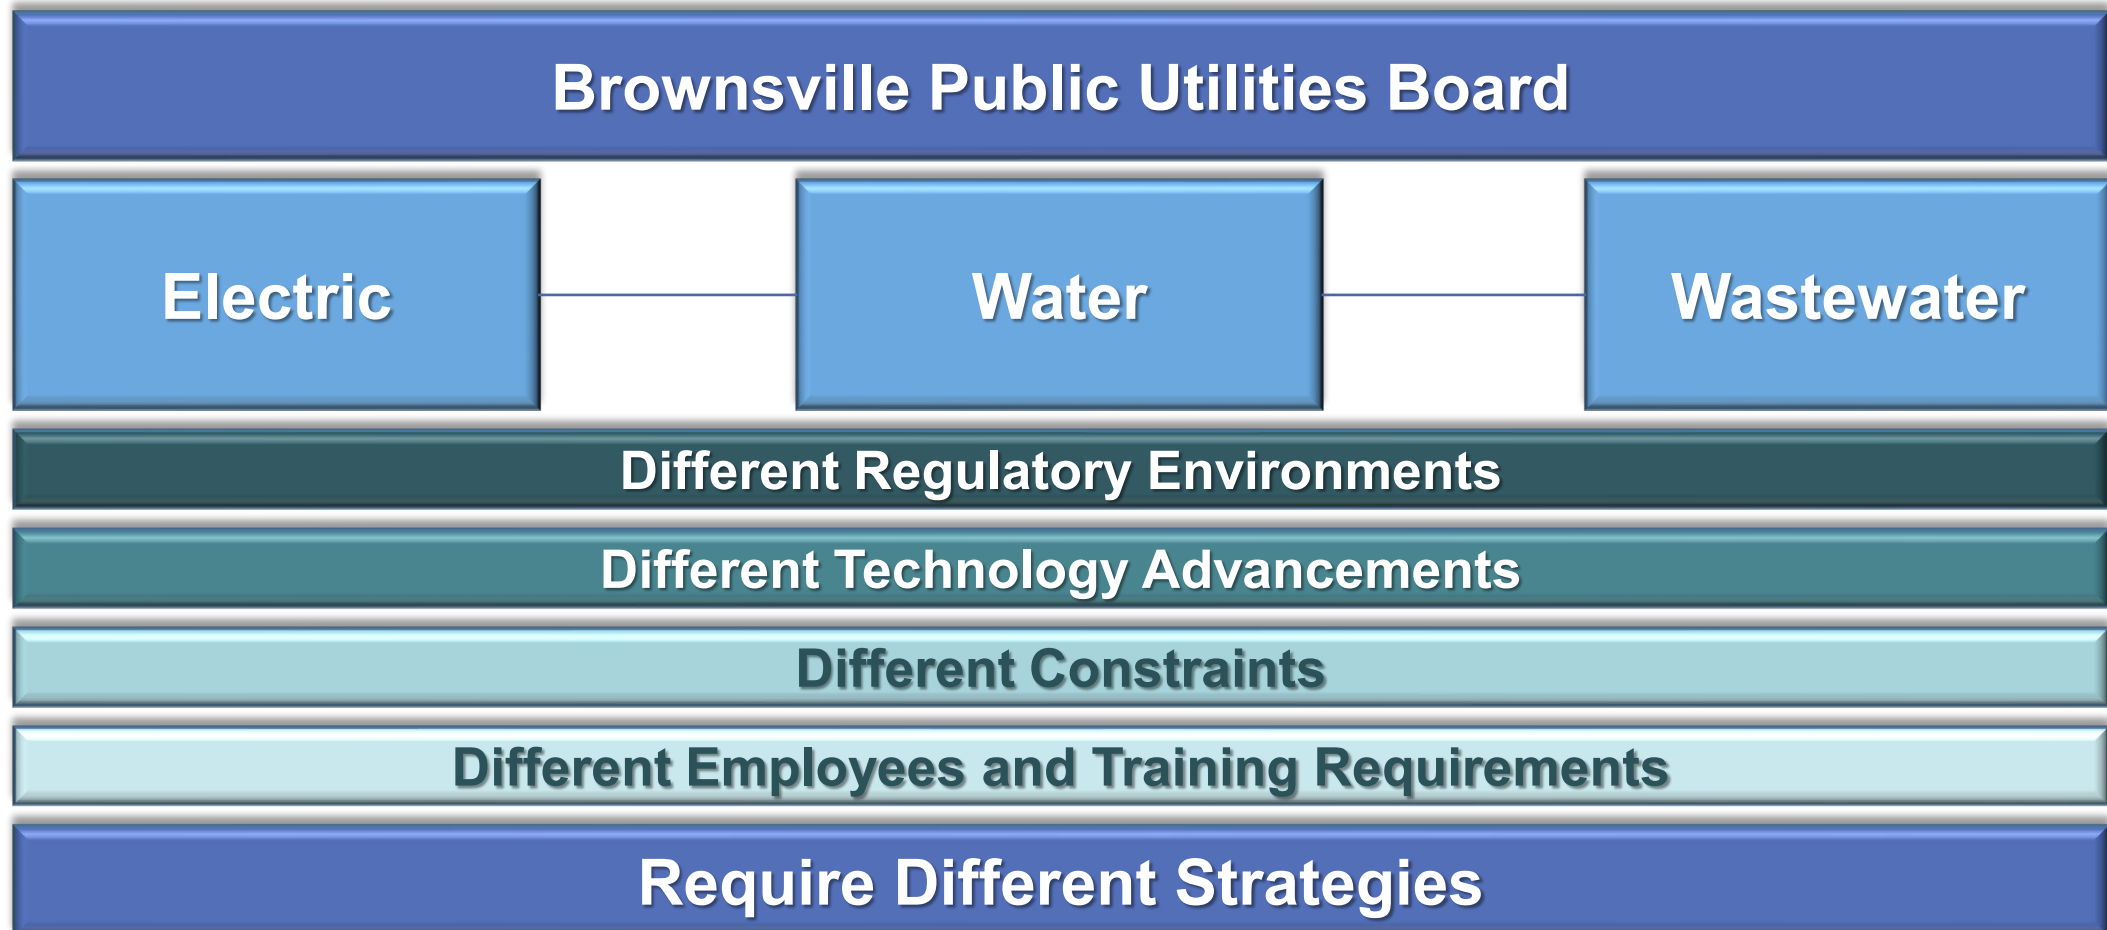 Brownsville Public Utilities Board
Electric
Water
Wastewater
Different Regulatory Environments
Different Technology Advancements
Different Constraints
Different Employees and Training Requirements
Require Different Strategies